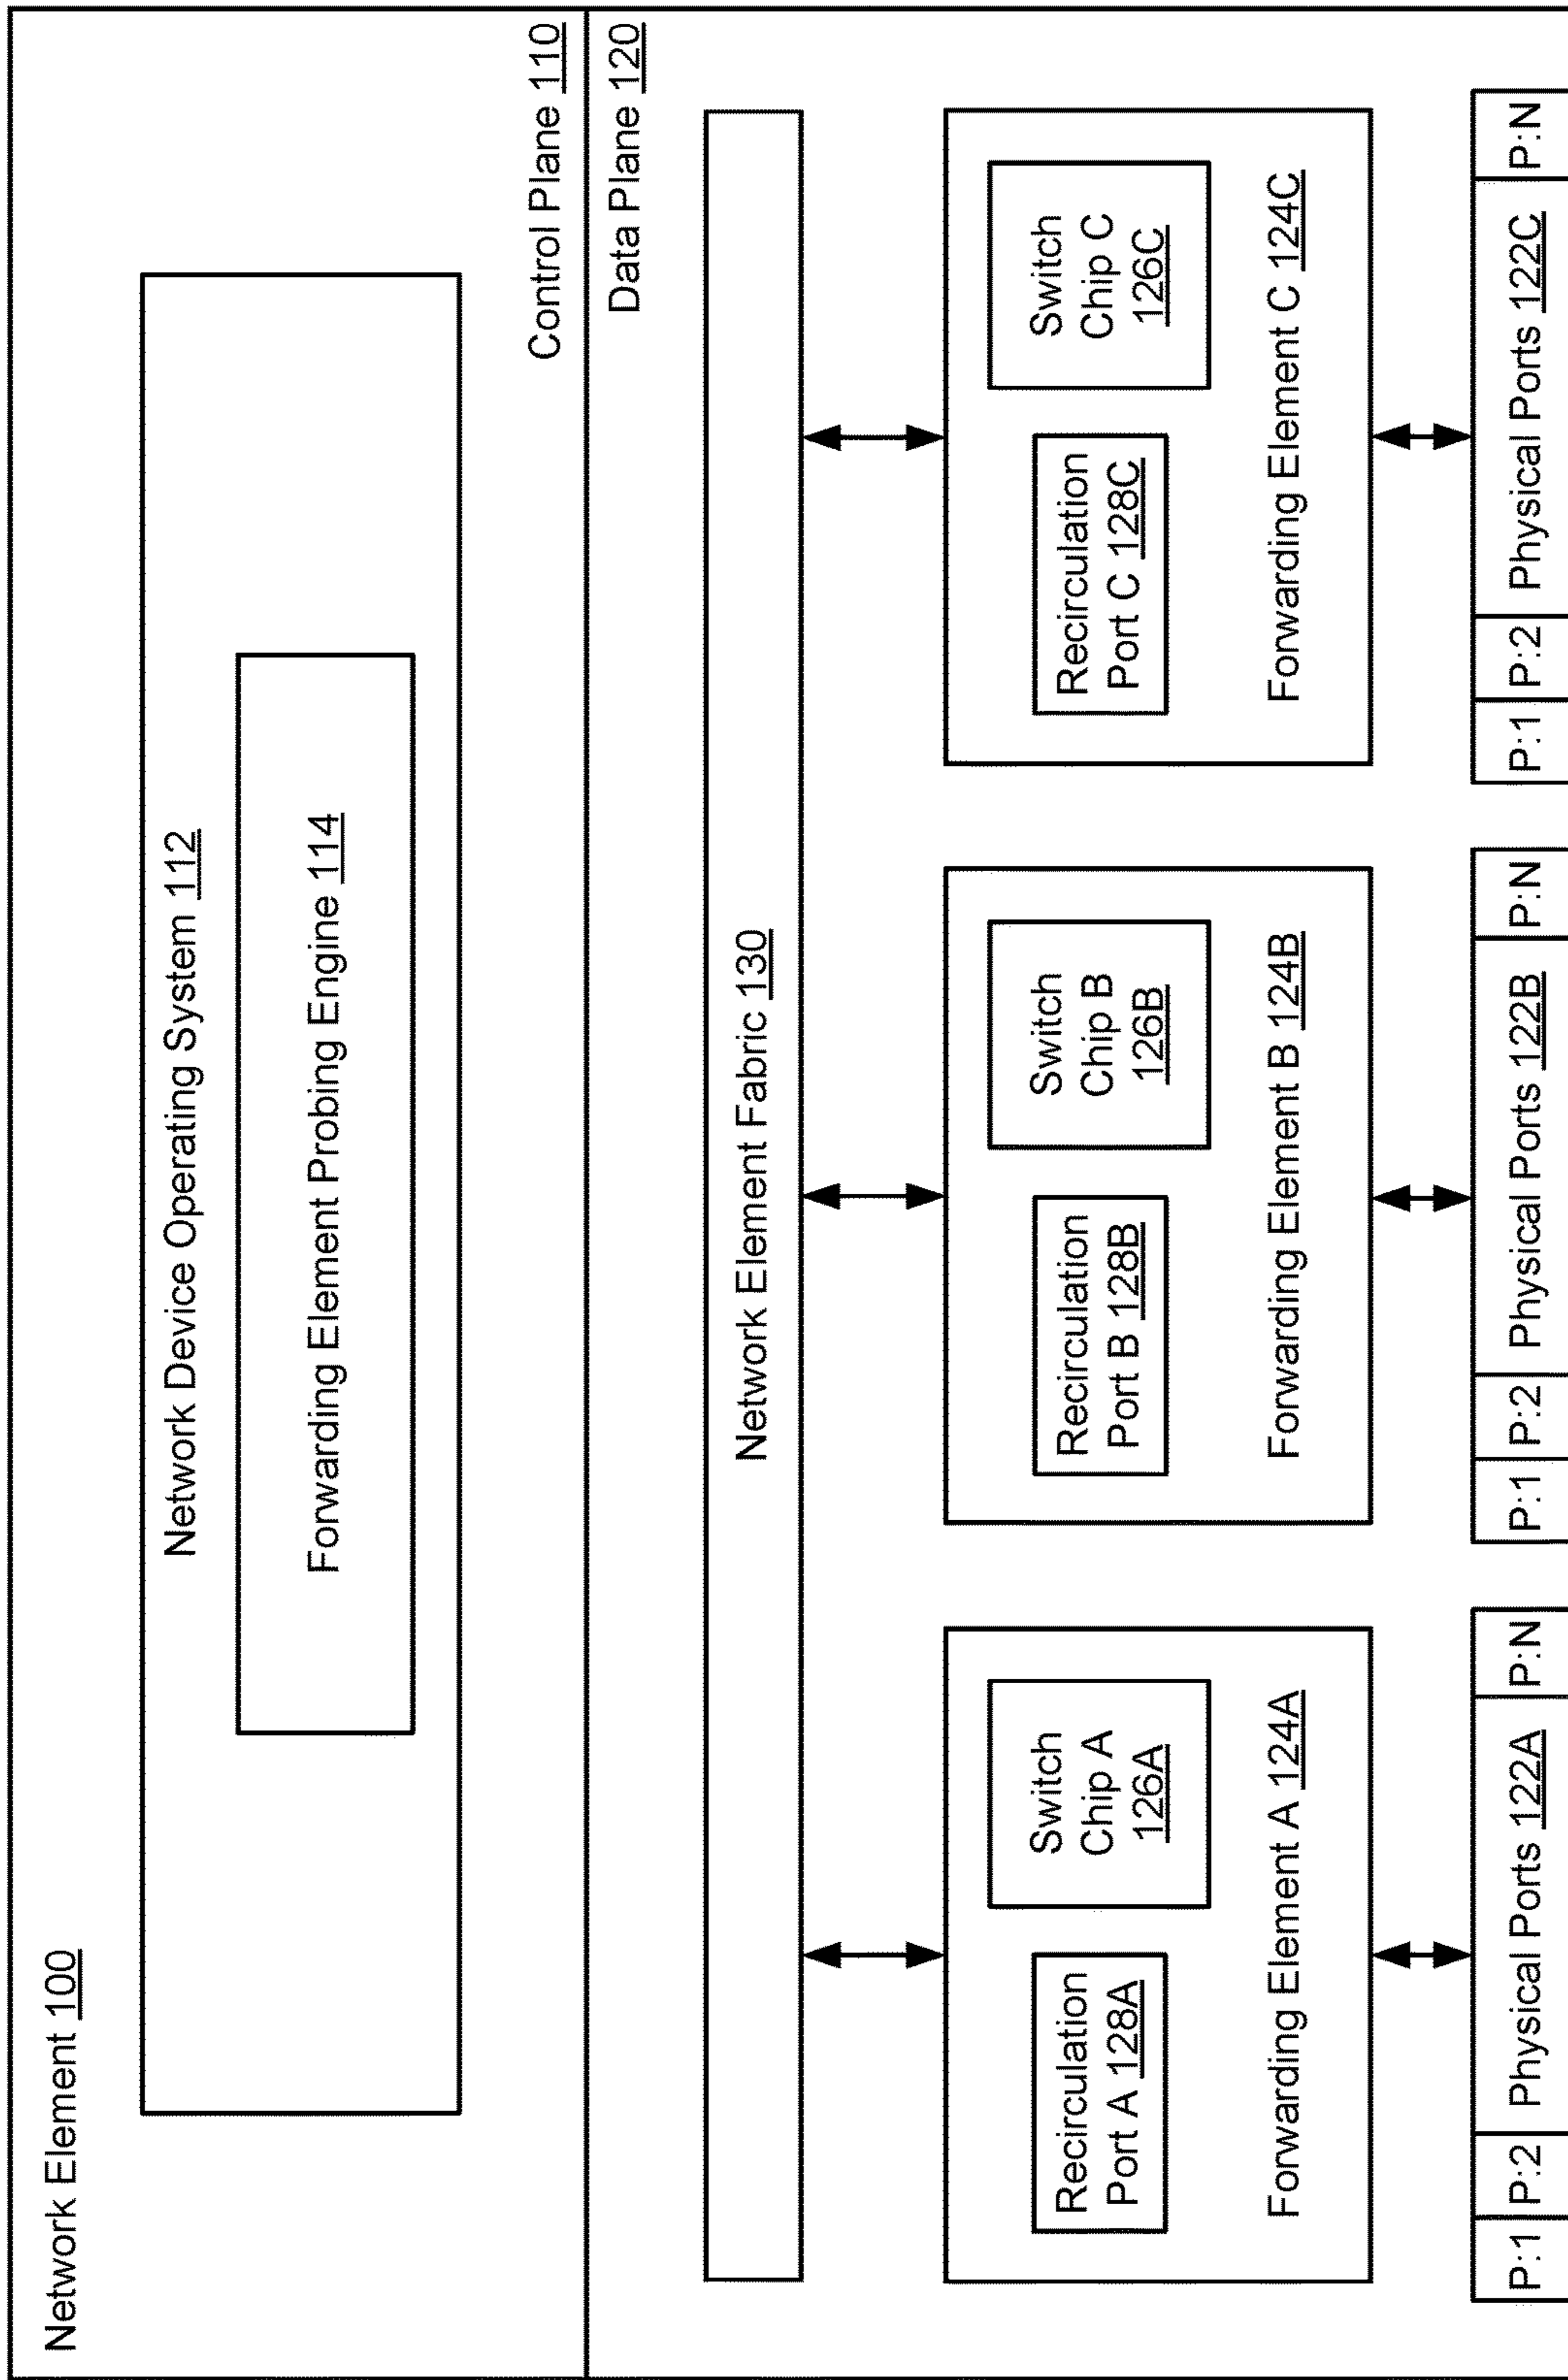 Network Element 100
Network Device Operating System 112
Forwarding Element Probing Engine 114
Control Plane 110
Data Plane 120
Network Element Fabric 130
Recirculation
Port A 128A
Switch
Chip A
126A
Forwarding Element A 124A
Recirculation
Port B 128B
Switch
Chip B
126B
Forwarding Element B 124B
Recirculation
Port C 128C
Switch
Chip C
126C
Forwarding Element C 124C
P:1 P:2 Physical Ports 122A P:N
P:1 P:2 Physical Ports 122B P:N
P:1 P:2 Physical Ports 122C P:N